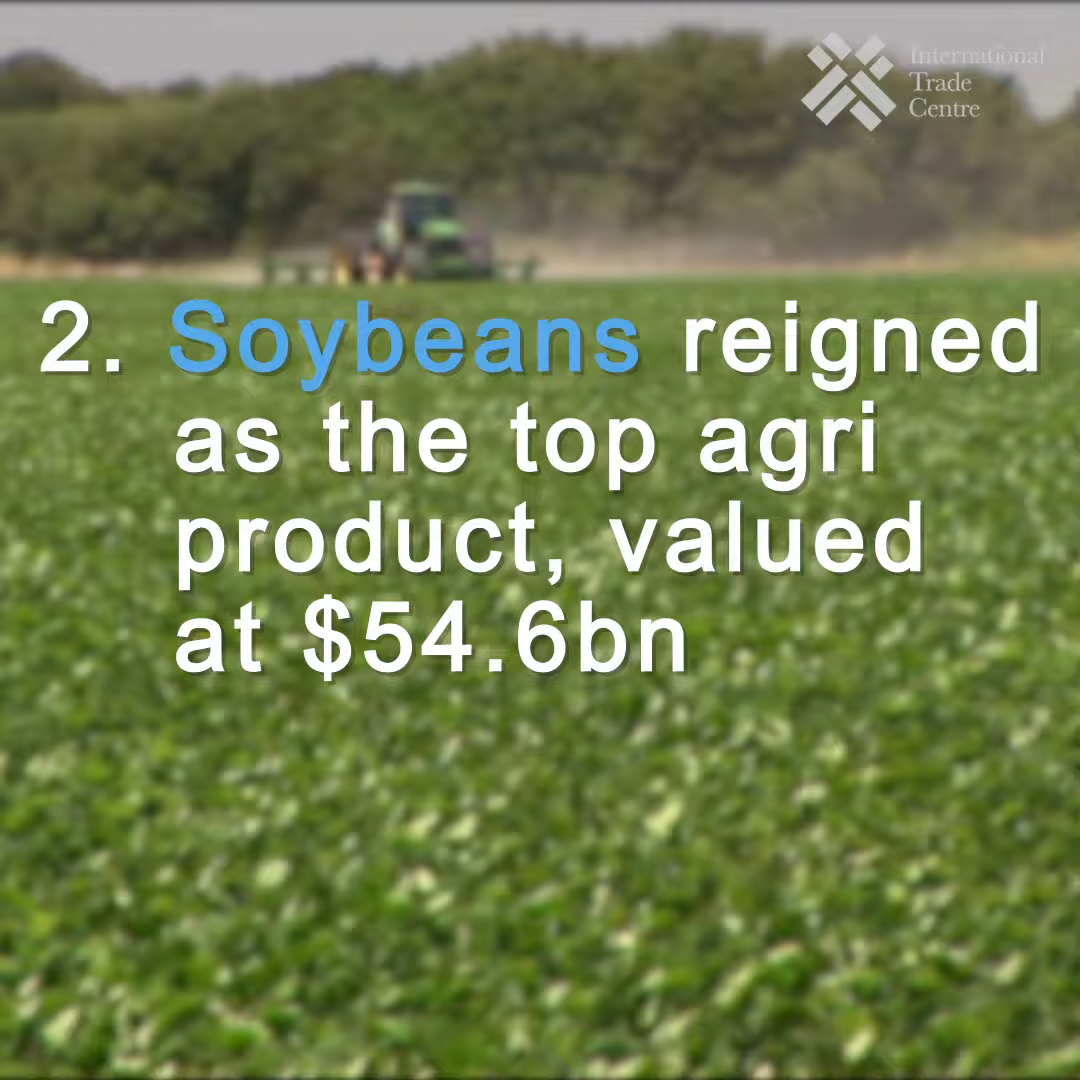 International
Trade
Centre
2. Soybeans reigned
as the top agri
product, valued
at $54.6bn